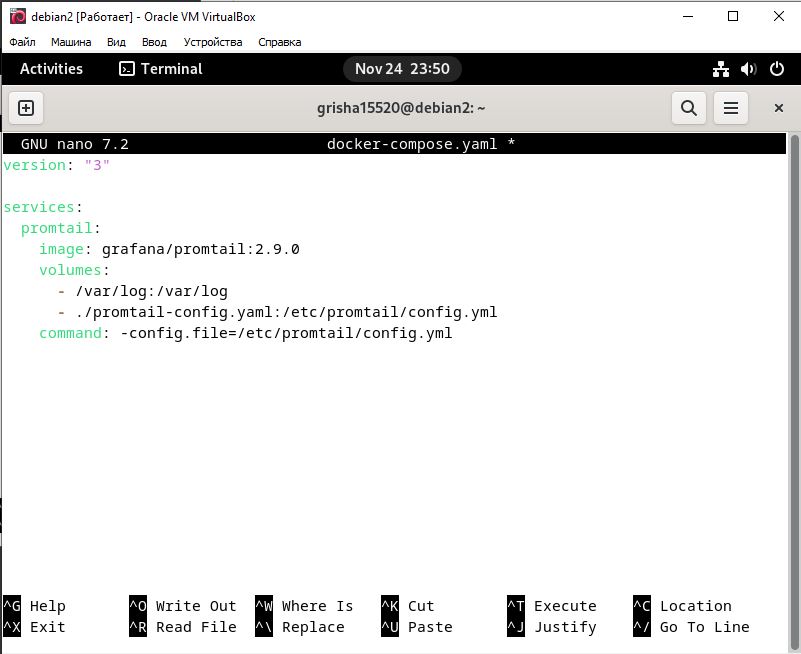 debian2 [Работает] - Oracle VM VirtualBox
Файл Машина Вид Ввод Устройства Справка
Activities Terminal Nov 24 23:50
grisha15520@debian2: ~
GNU nano 7.2 docker-compose.yaml *
version: "3"
services:
  promtail:
    image: grafana/promtail:2.9.0
    volumes:
      - /var/log:/var/log
      - ./promtail-config.yaml:/etc/promtail/config.yml
    command: -config.file=/etc/promtail/config.yml
^G Help ^O Write Out ^W Where Is ^K Cut ^T Execute ^C Location
^X Exit ^R Read File ^\ Replace ^U Paste ^J Justify ^/ Go To Line